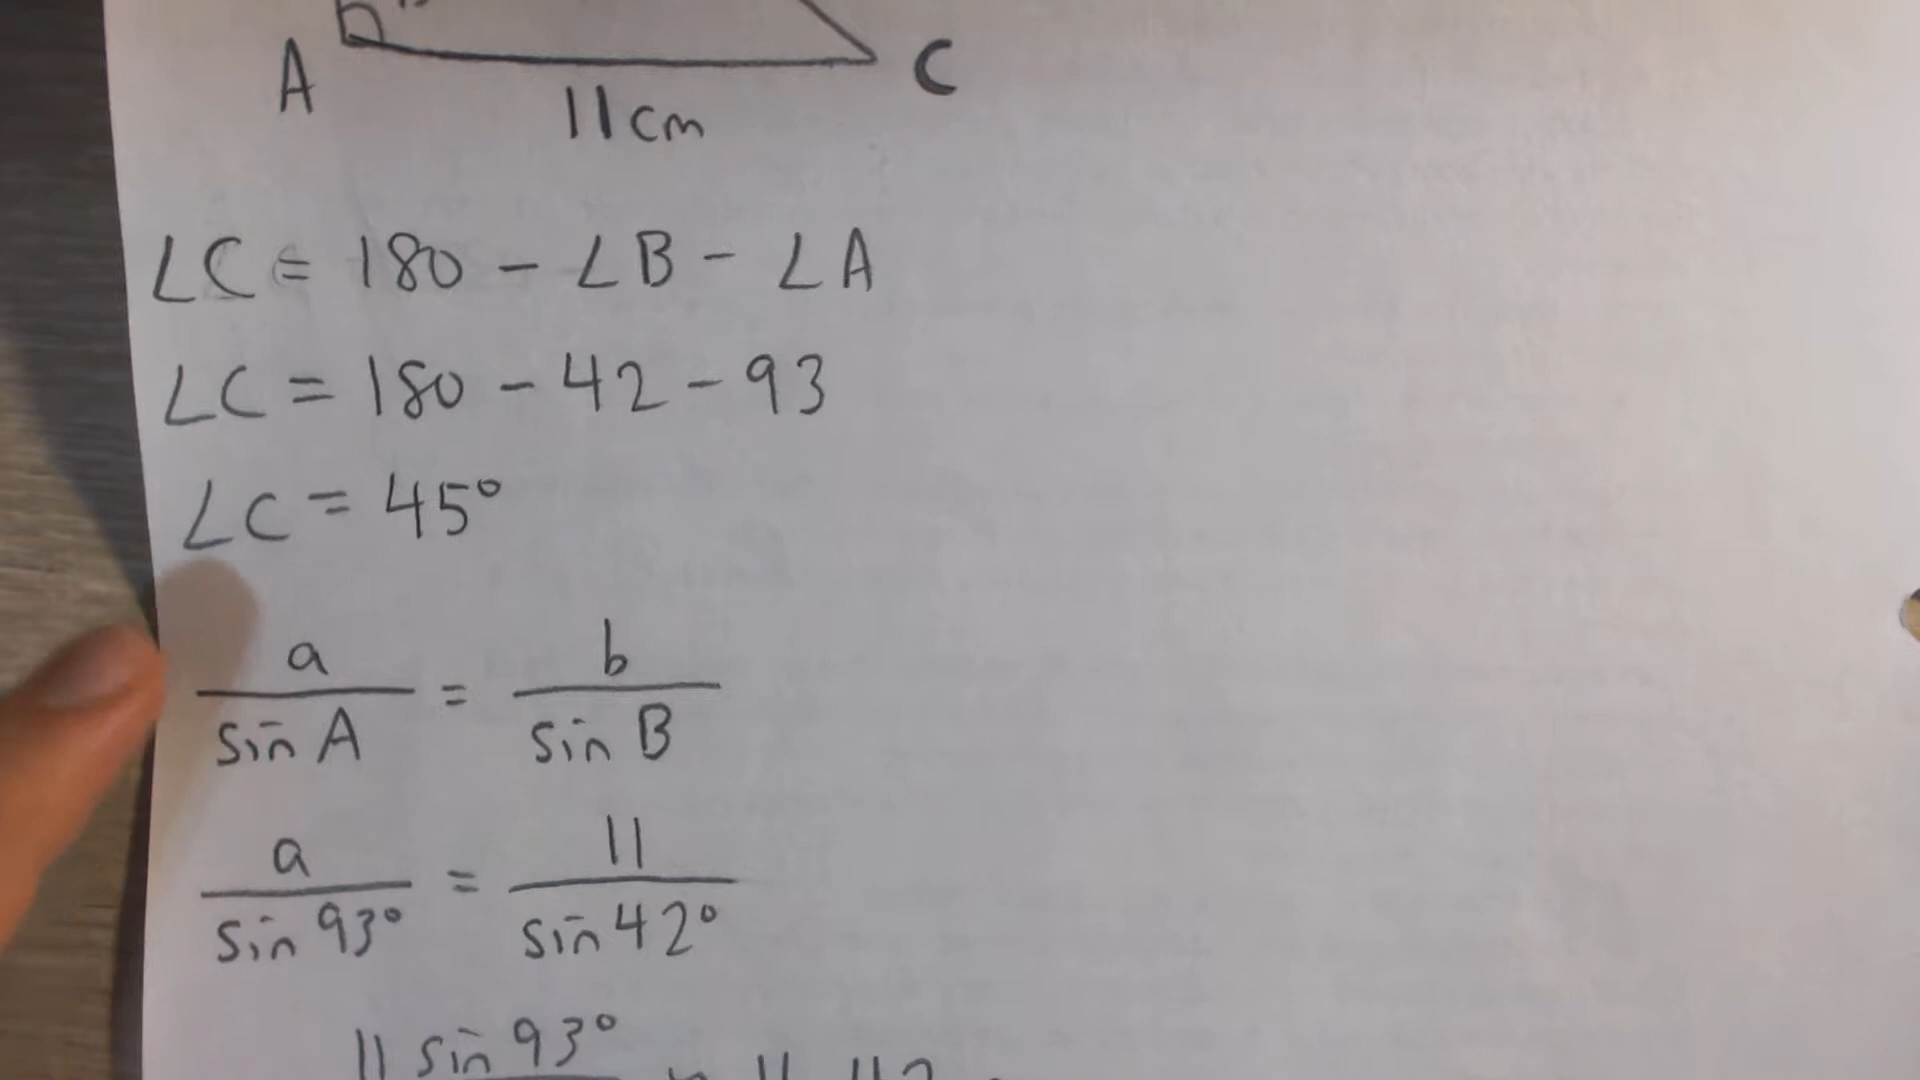 A C
11cm
∠C = 180 - ∠B - ∠A
∠C = 180 - 42 - 93
∠C = 45°
a/sin A = b/sin B
a/sin 93° = 11/sin 42°
11 sin 93°